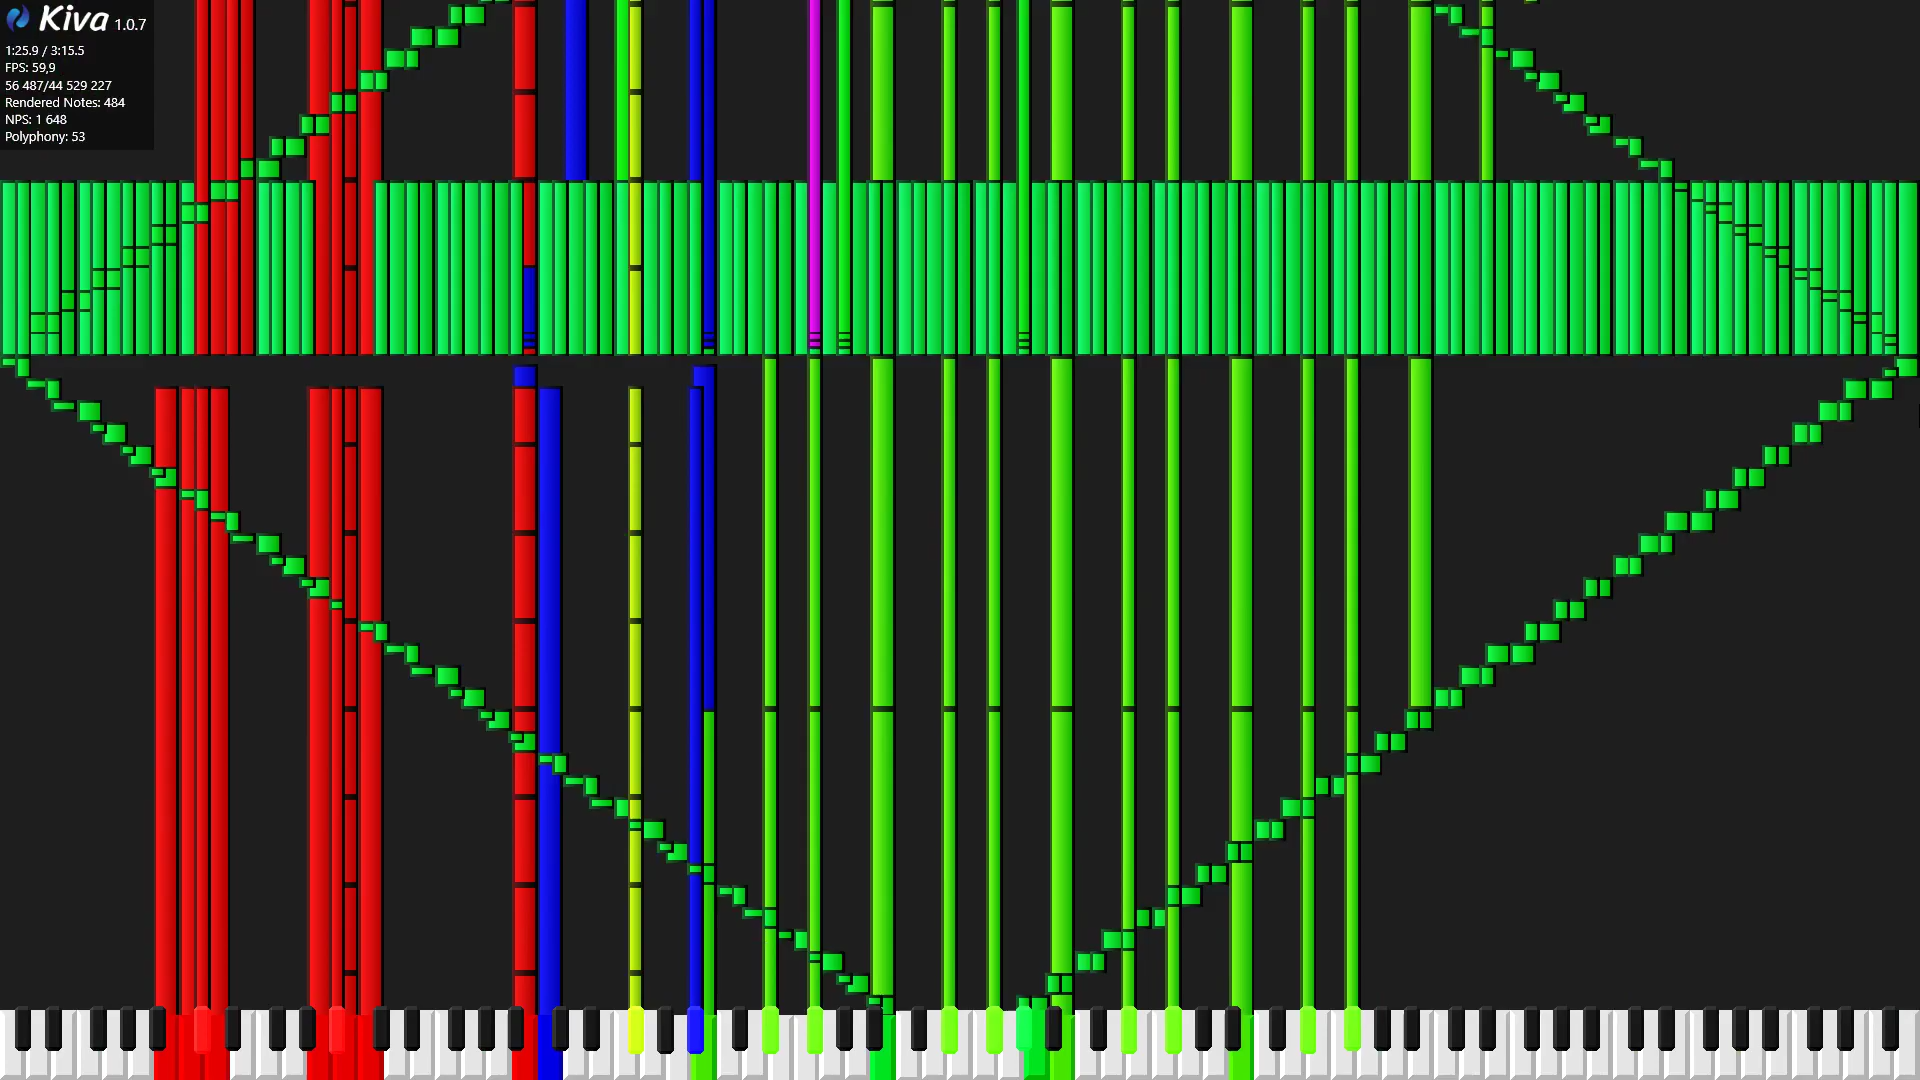 Kiva 1.0.7
1:25.9 / 3:15.5
FPS: 59,9
56 487/44 529 227
Rendered Notes: 484
NPS: 1 648
Polyphony: 53